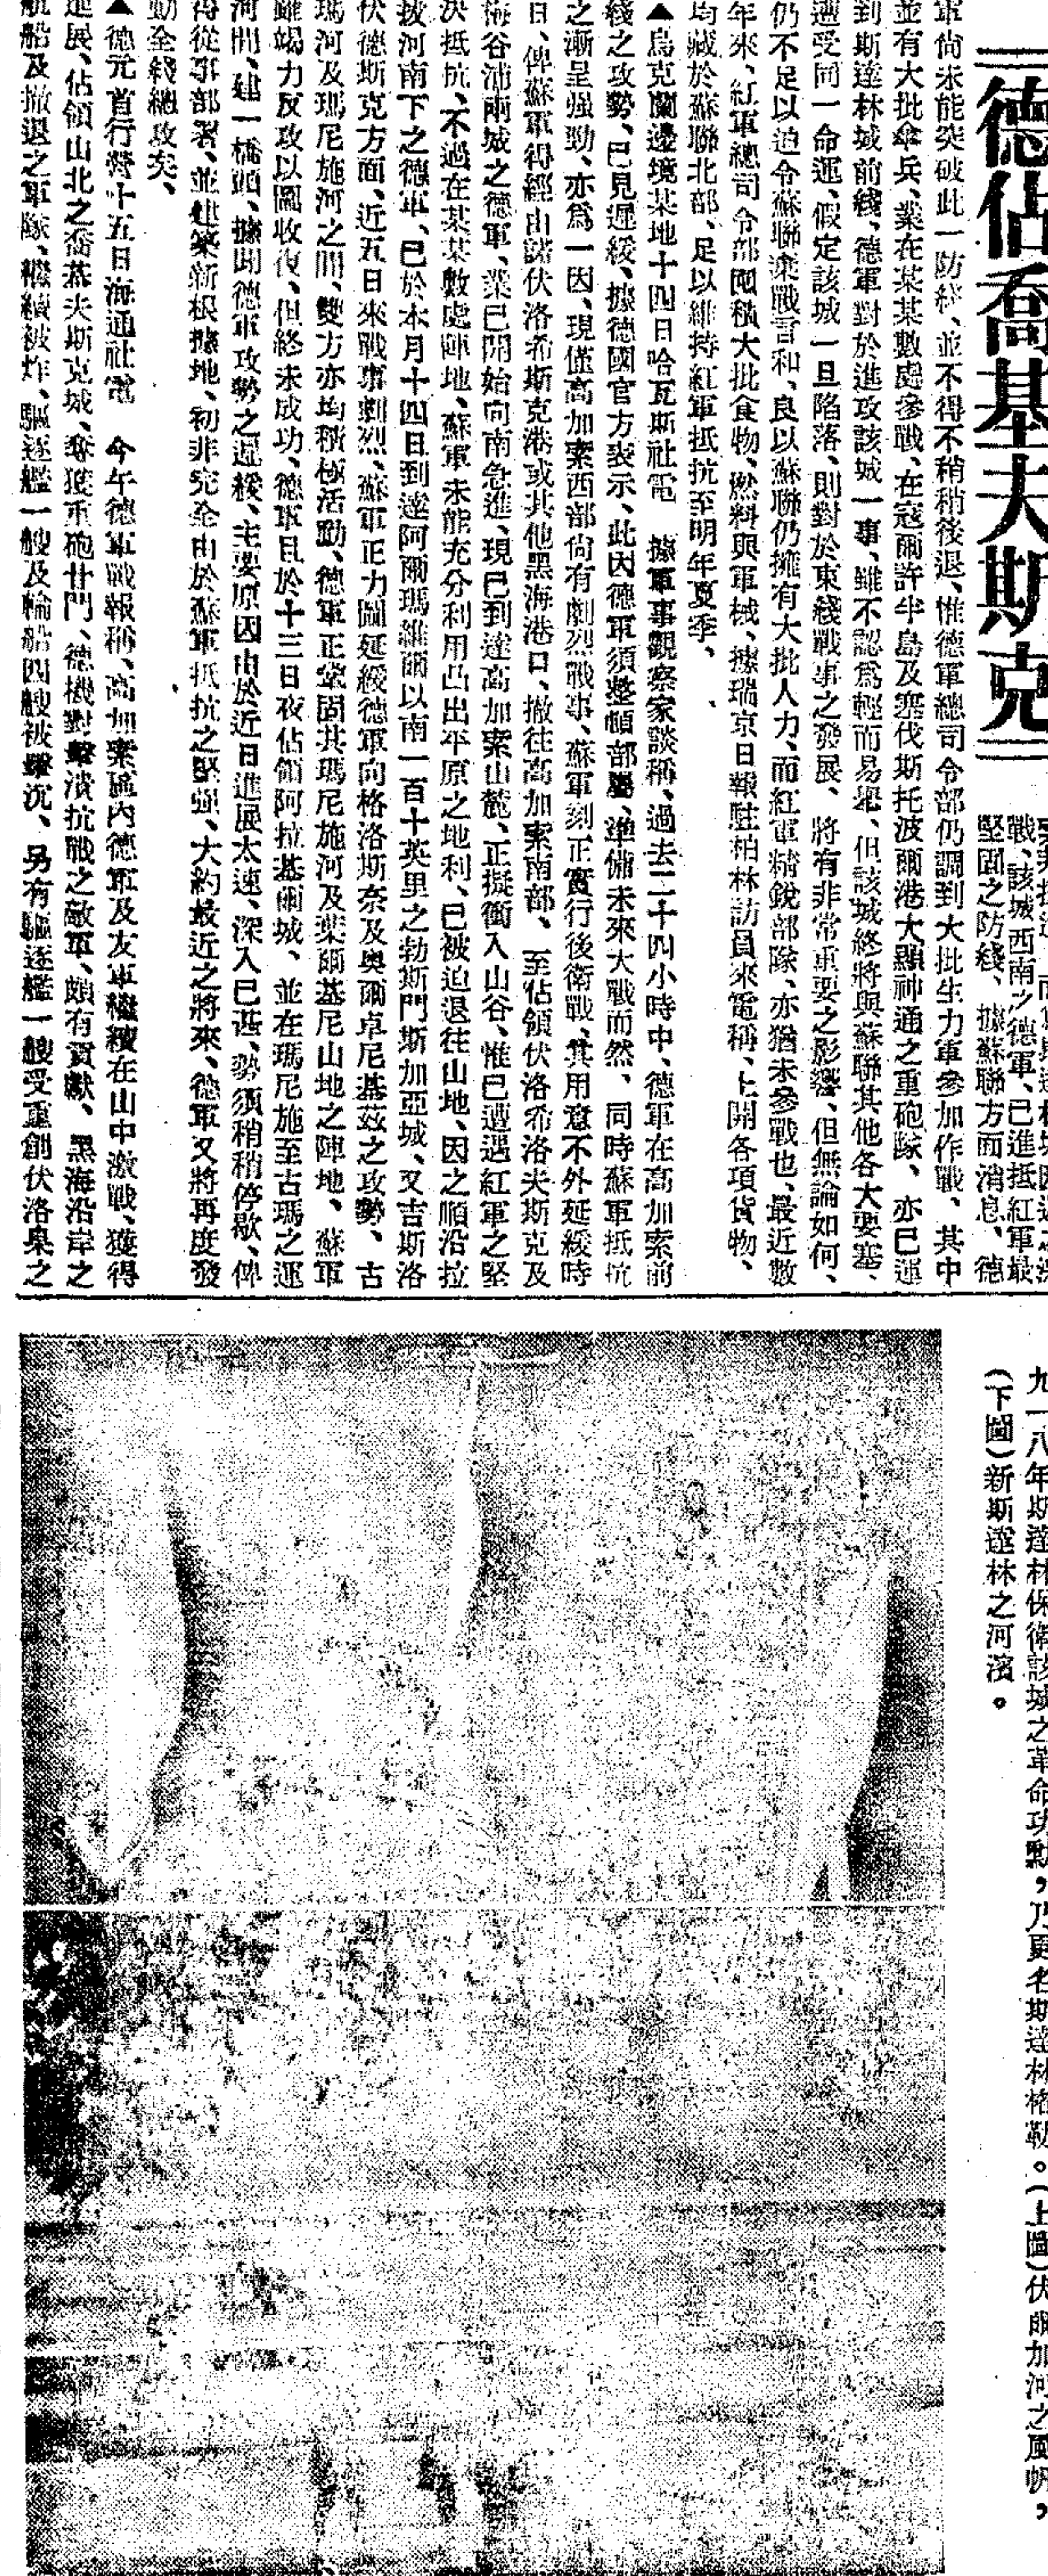 德佔喬基夫斯克
戰、該城西南之德軍、已進抵紅軍最
堅固之防綫、據蘇聯方面消息、德
軍尙未能突破此一防綫、並不得不稍稍後退、惟德軍總司令部仍調到大批生力軍參加作戰、其中
並有大批傘兵、業在某某數處參戰、在寇爾許半島及塞伐斯托波爾港大顯神通之重砲隊、亦已運
到斯達林城前綫、德軍對於進攻該城一事、雖不認爲輕而易舉、但該城終將與蘇聯其他各大要塞、
遭受同一命運、假定該城一旦陷落、則對於東綫戰事之發展、將有非常重要之影響、但無論如何、
仍不足以迫令蘇聯棄戰言和、良以蘇聯仍擁有大批人力、而紅軍精銳部隊、亦猶未參戰也、最近數
年來、紅軍總司令部囤積大批食物、燃料與軍械、據瑞京日報駐柏林訪員來電稱、上開各項貨物、
均藏於蘇聯北部、足以維持紅軍抵抗至明年夏季、
▲烏克蘭邊境某地十四日哈瓦斯社電　據軍事觀察家談稱、過去二十四小時中、德軍在高加索前
綫之攻勢、已見遲緩、據德國官方表示、此因德軍須整頓部屬、準備未來大戰而然、同時蘇軍抵抗
之漸呈强勁、亦爲一因、現僅高加索西部尙有劇烈戰事、蘇軍刻正實行後衛戰、其用意不外延緩時
日、俾蘇軍得經由諾伏洛希斯克港或其他黑海港口、撤往高加索南部、至佔領伏洛希洛夫斯克及
梅谷浦兩城之德軍、業已開始向南急進、現已到達高加索山麓、正擬衝入山谷、惟已遭遇紅軍之堅
決抵抗、不過在某某數處陣地、蘇軍未能充分利用凸出平原之地利、已被迫退往山地、因之順沿拉
拔河南下之德軍、已於本月十四日到達阿爾瑪維爾以南一百十英里之勃斯門斯加亞城、又吉斯洛
伏德斯克方面、近五日來戰事劇烈、蘇軍正力圖延緩德軍向格洛斯奈及奧爾卓尼基玆之攻勢、古
瑪河及瑪尼施河之間、雙方亦均積極活動、德軍正鞏固其瑪尼施河及葉爾基尼山地之陣地、蘇軍
雖竭力反攻以圖收復、但終未成功、德軍且於十三日夜佔領阿拉基爾城、並在瑪尼施至古瑪之運
河間、建一橋頭、據聞德軍攻勢之遲緩、主要原因由於近日進展太速、深入已甚、勢須稍稍停歇、俾
得從事部署、並建築新根據地、初非完全由於蘇軍抵抗之堅强、大約最近之將來、德軍又將再度發
動全綫總攻矣、
▲德元首行營十五日海通社電　今午德軍戰報稱、高加索區內德軍及友軍繼續在山中激戰、獲得
進展、佔領山北之喬基夫斯克城、奪獲重砲廿門、德機對擊潰抗戰之敵軍、頗有貢獻、黑海沿岸之
航船及撤退之軍隊、繼續被炸、驅逐艦一艘及輪船四艘被擊沉、另有驅逐艦一艘受重創伏洛果之
九一八年斯達林保衛該城之革命功勳，乃更名斯達林格勒。（上圖）伏爾加河之風帆，
（下圖）新斯達林之河濱。